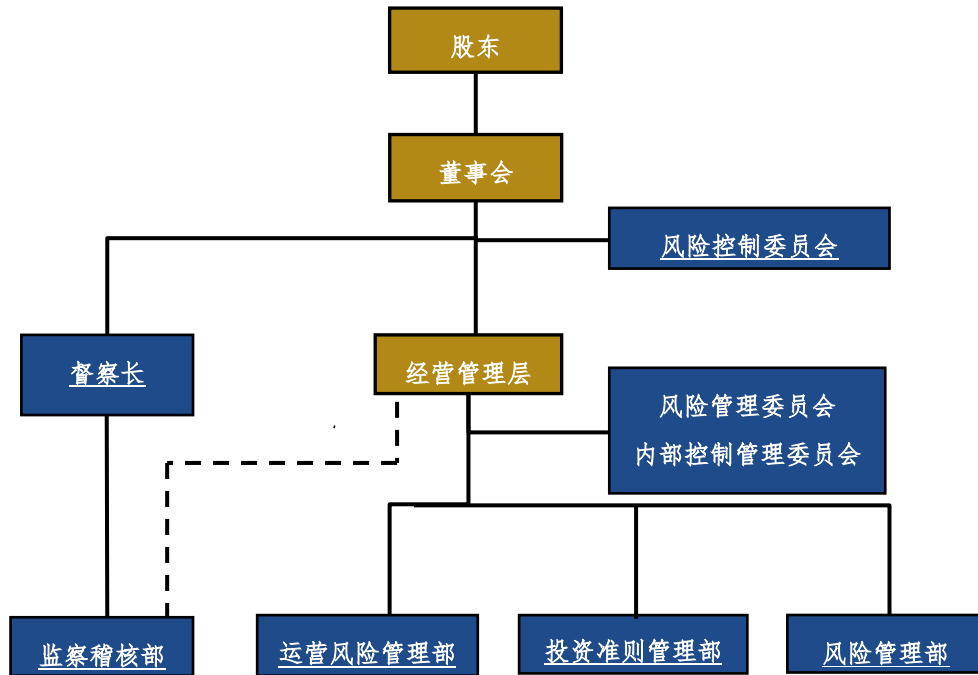 股东
董事会
风险控制委员会
督察长
经营管理层
风险管理委员会
内部控制管理委员会
监察稽核部
运营风险管理部
投资准则管理部
风险管理部